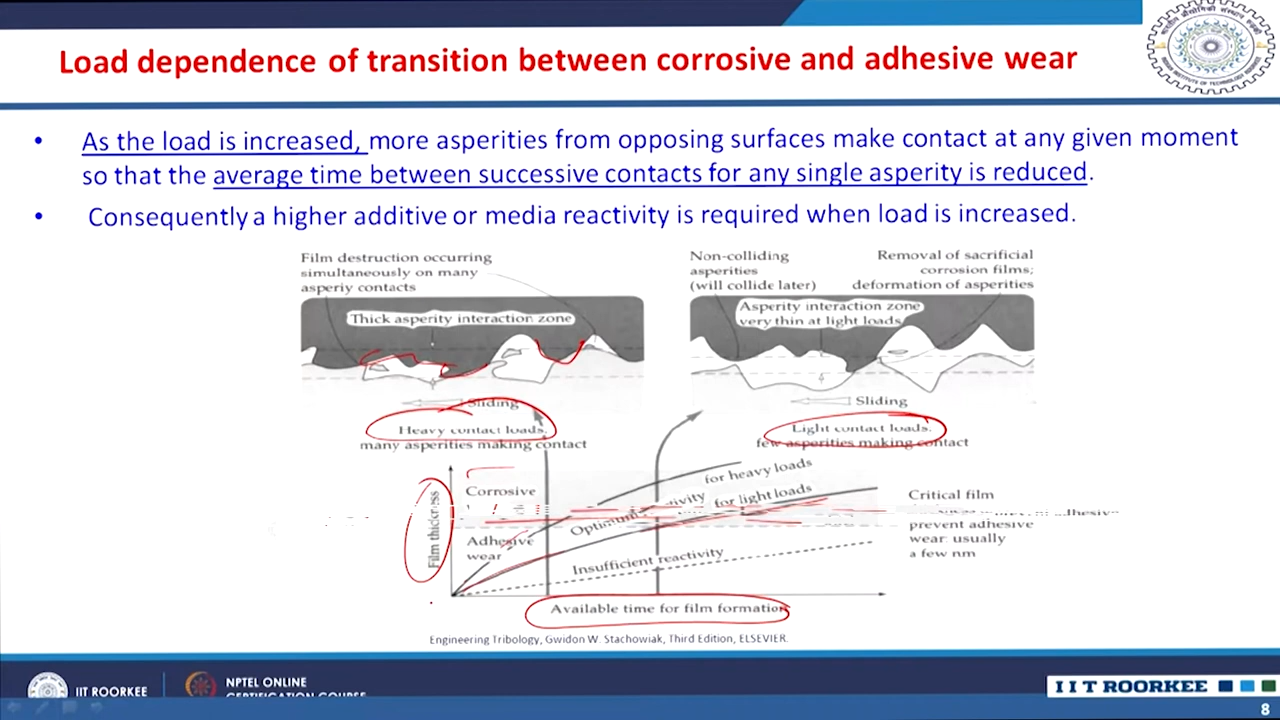 Load dependence of transition between corrosive and adhesive wear
• As the load is increased, more asperities from opposing surfaces make contact at any given moment
so that the average time between successive contacts for any single asperity is reduced.
• Consequently a higher additive or media reactivity is required when load is increased.
Film destruction occurring
simultaneously on many
asperiy contacts
Thick asperity interaction zone
Sliding
Heavy contact loads,
many asperities making contact
Non-colliding
asperities
(will collide later)
Removal of sacrificial
corrosion films;
deformation of asperities
Asperity interaction zone
very thin at light loads
Sliding
Light contact loads.
few asperities making contact
Film thickness
Corrosive
Adhesive
wear
for heavy loads
Optimum
for light loads
Insufficient reactivity
Critical film
prevent adhesive
wear: usually
a few nm
Available time for film formation
Engineering Tribology, Gwidon W. Stachowiak, Third Edition, ELSEVIER.
IIT ROORKEE
NPTEL ONLINE
CERTIFICATION COURSE
IIT ROORKEE
8